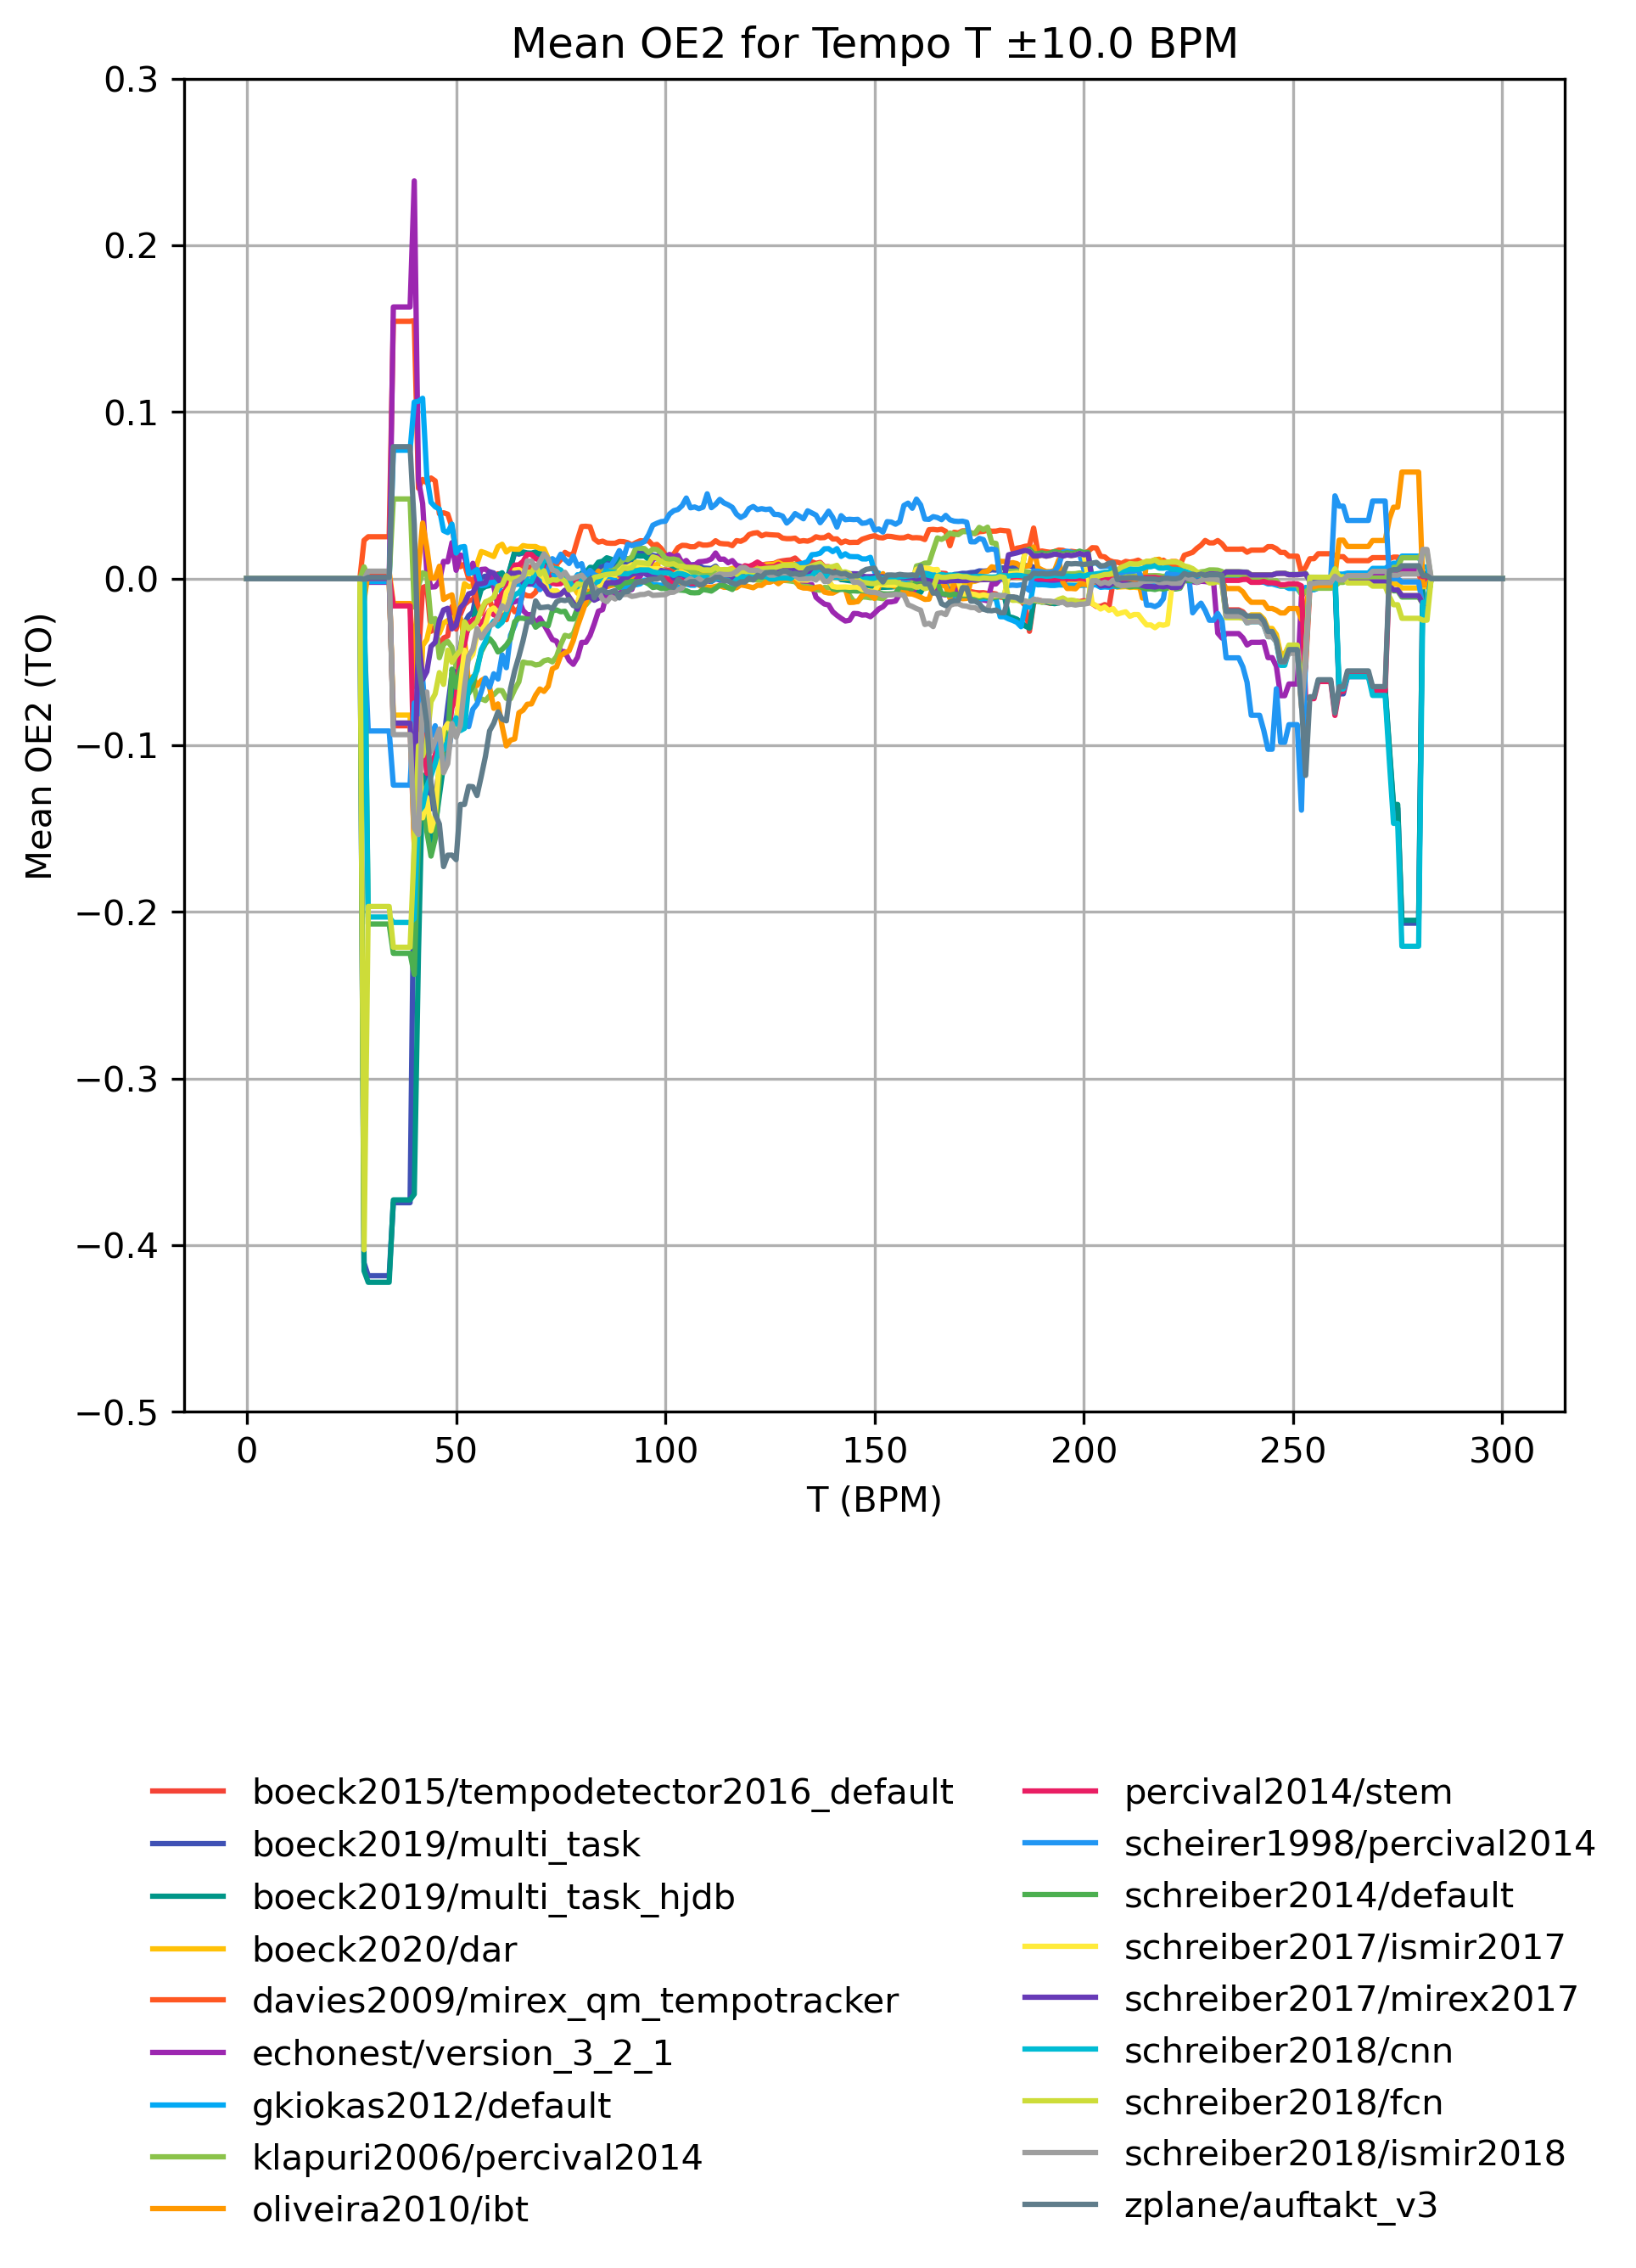 Mean OE2 for Tempo T ±10.0 BPM
0.3
0.2
0.1
0.0
−0.1
−0.2
−0.3
−0.4
−0.5
Mean OE2 (TO)
0 50 100 150 200 250 300
T (BPM)
boeck2015/tempodetector2016_default
boeck2019/multi_task
boeck2019/multi_task_hjdb
boeck2020/dar
davies2009/mirex_qm_tempotracker
echonest/version_3_2_1
gkiokas2012/default
klapuri2006/percival2014
oliveira2010/ibt
percival2014/stem
scheirer1998/percival2014
schreiber2014/default
schreiber2017/ismir2017
schreiber2017/mirex2017
schreiber2018/cnn
schreiber2018/fcn
schreiber2018/ismir2018
zplane/auftakt_v3